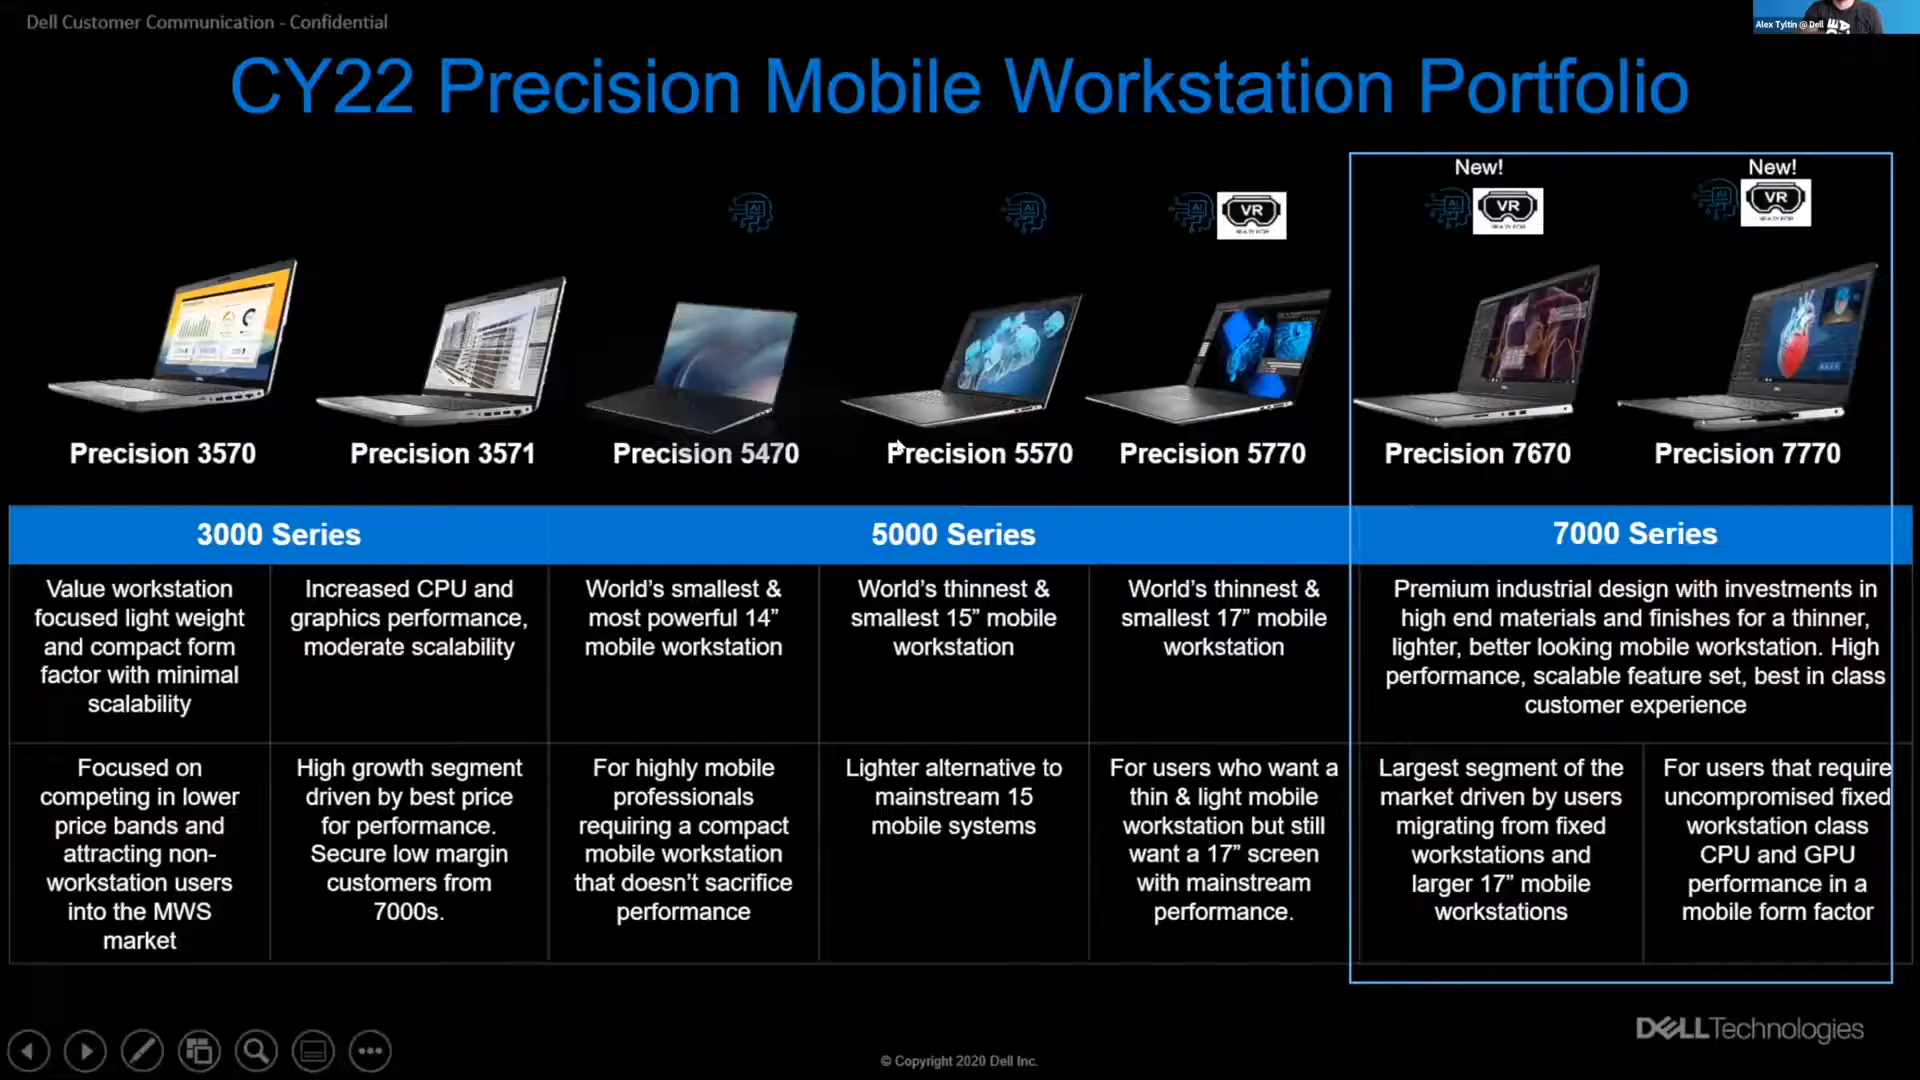 Dell Customer Communication - Confidential
Alex Tyltin @ Dell
CY22 Precision Mobile Workstation Portfolio
New!
New!
AI
AI
AI
VR
AI
VR
AI
VR
Precision 3570
Precision 3571
Precision 5470
Precision 5570
Precision 5770
Precision 7670
Precision 7770
3000 Series
5000 Series
7000 Series
Value workstation
focused light weight
and compact form
factor with minimal
scalability
Increased CPU and
graphics performance,
moderate scalability
World’s smallest &
most powerful 14”
mobile workstation
World’s thinnest &
smallest 15” mobile
workstation
World’s thinnest &
smallest 17” mobile
workstation
Premium industrial design with investments in
high end materials and finishes for a thinner,
lighter, better looking mobile workstation. High
performance, scalable feature set, best in class
customer experience
Focused on
competing in lower
price bands and
attracting non-
workstation users
into the MWS
market
High growth segment
driven by best price
for performance.
Secure low margin
customers from
7000s.
For highly mobile
professionals
requiring a compact
mobile workstation
that doesn’t sacrifice
performance
Lighter alternative to
mainstream 15
mobile systems
For users who want a
thin & light mobile
workstation but still
want a 17” screen
with mainstream
performance.
Largest segment of the
market driven by users
migrating from fixed
workstations and
larger 17” mobile
workstations
For users that require
uncompromised fixed
workstation class
CPU and GPU
performance in a
mobile form factor
DELLTechnologies
© Copyright 2020 Dell Inc.